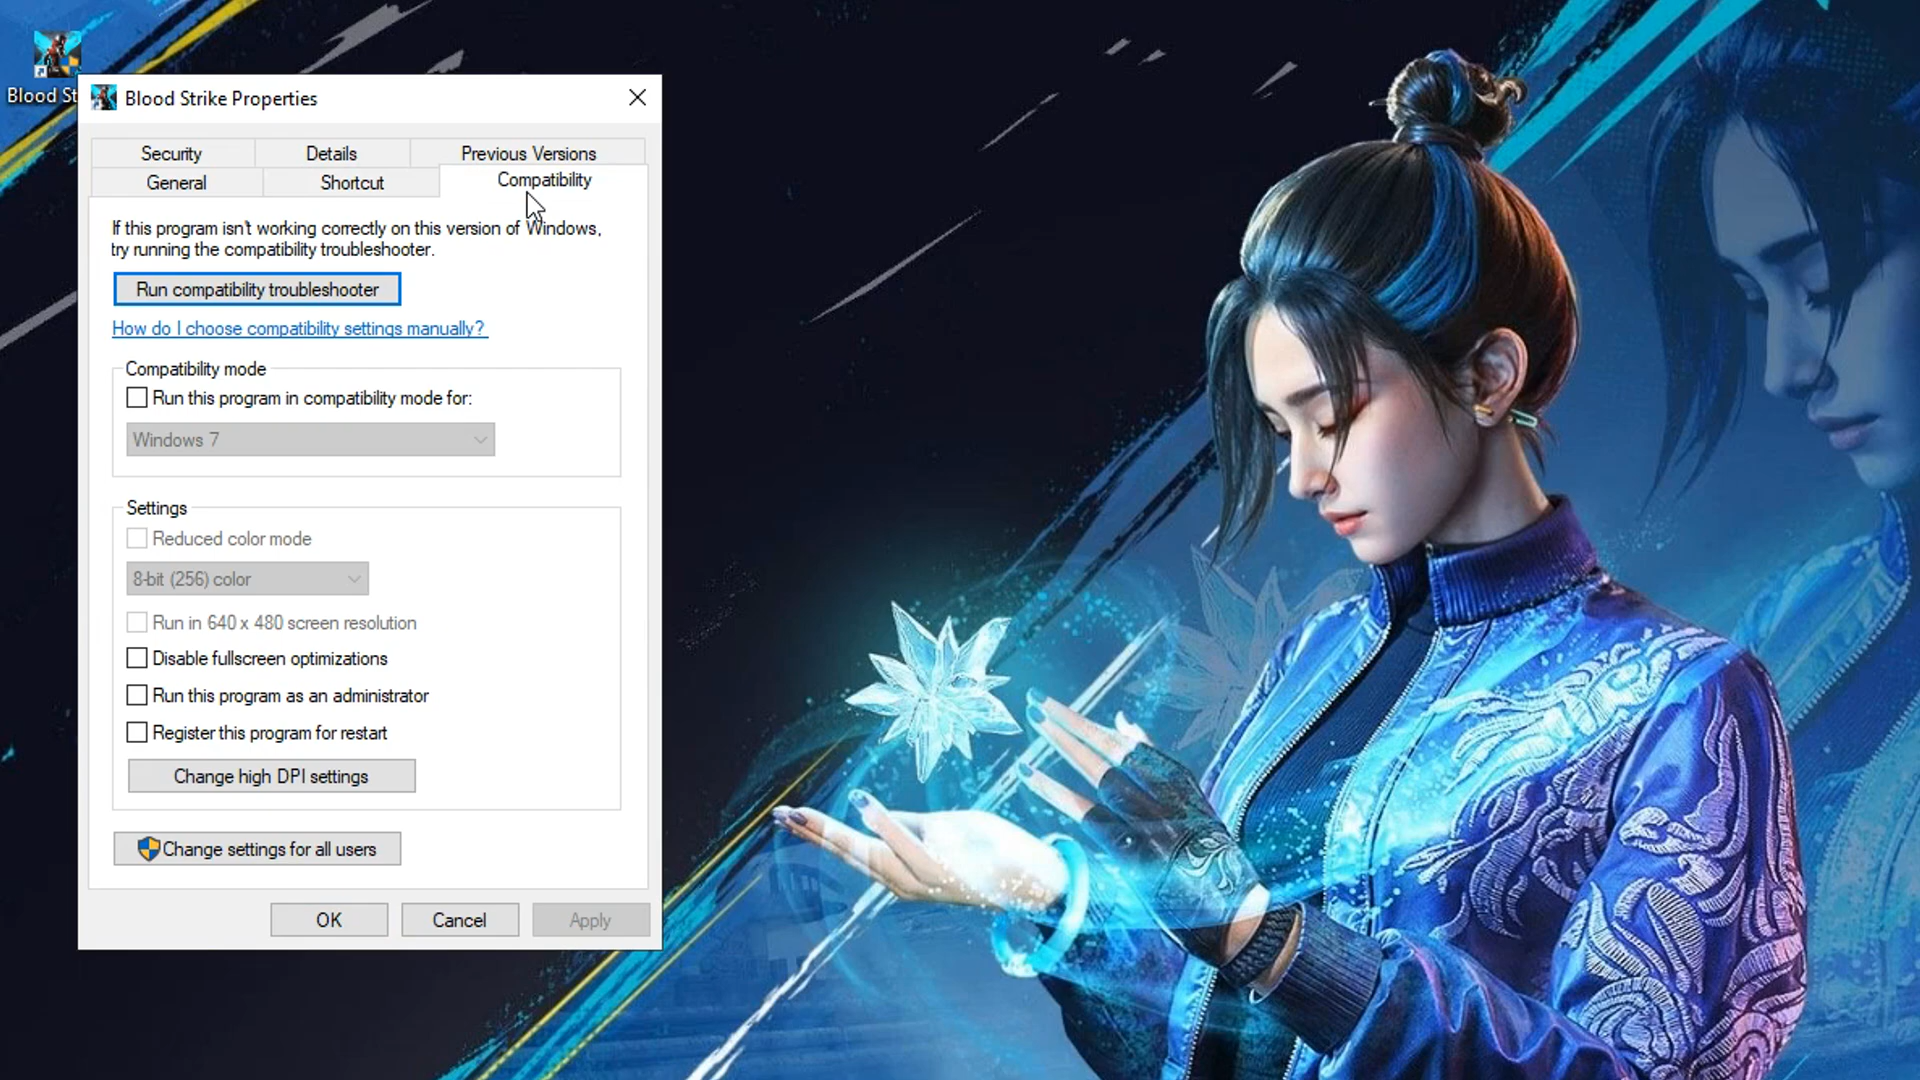 Blood St
Blood Strike Properties
Security
Details
Previous Versions
General
Shortcut
Compatibility
If this program isn't working correctly on this version of Windows,
try running the compatibility troubleshooter.
Run compatibility troubleshooter
How do I choose compatibility settings manually?
Compatibility mode
Run this program in compatibility mode for:
Windows 7
Settings
Reduced color mode
8-bit (256) color
Run in 640 x 480 screen resolution
Disable fullscreen optimizations
Run this program as an administrator
Register this program for restart
Change high DPI settings
Change settings for all users
OK
Cancel
Apply